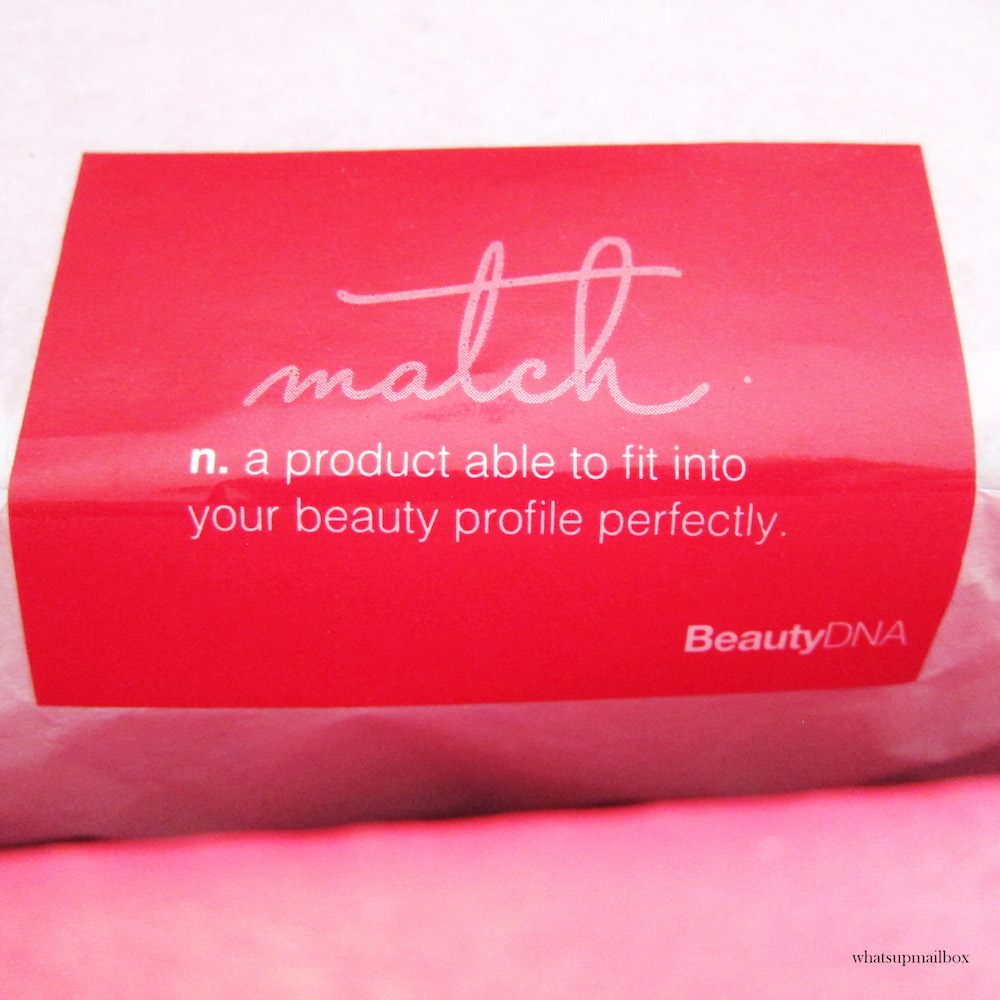 match.
n. a product able to fit into
your beauty profile perfectly.
BeautyDNA
whatsupmailbox